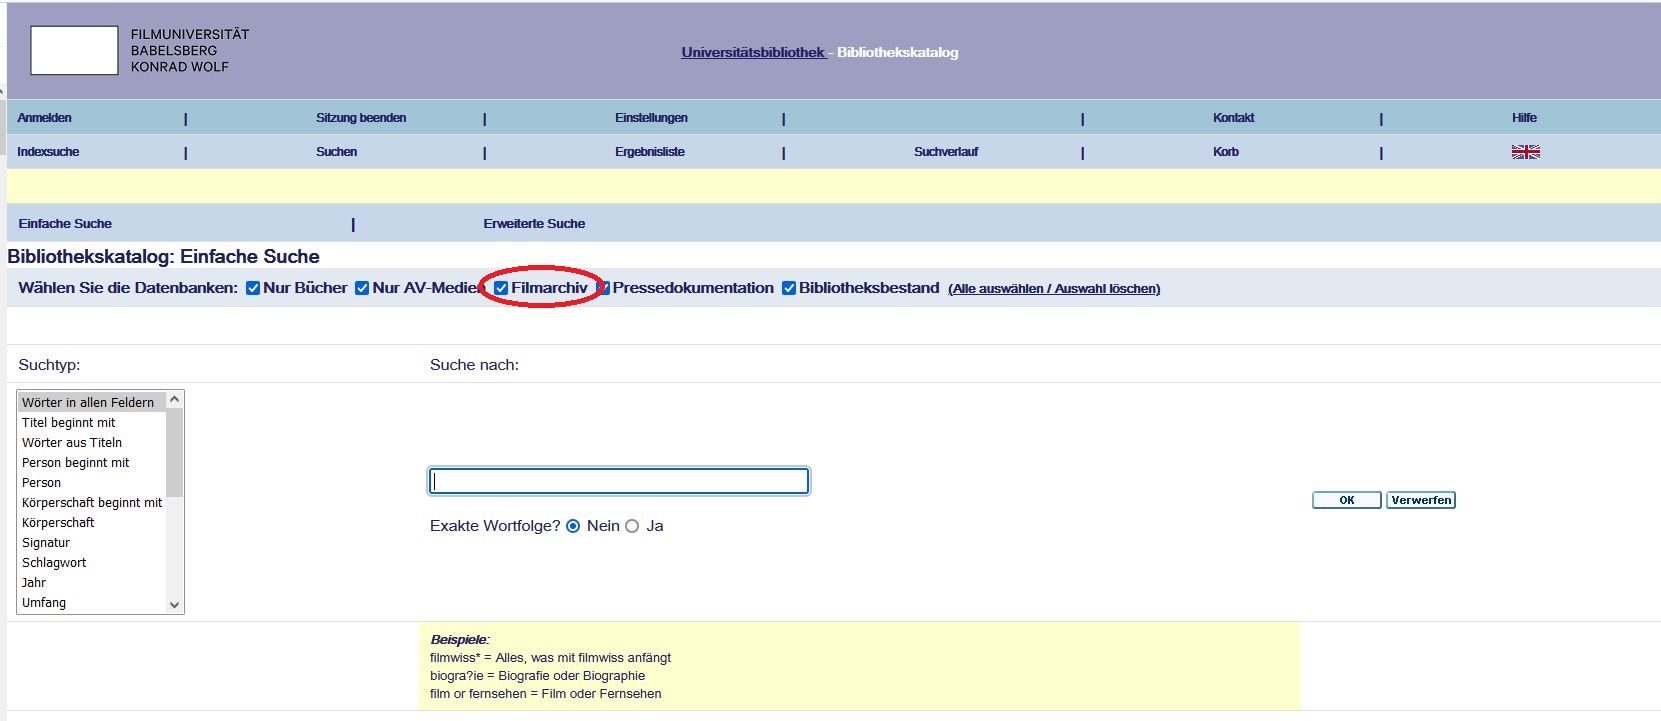 FILMUNIVERSITÄT
BABELSBERG
KONRAD WOLF
Universitätsbibliothek - Bibliothekskatalog
Anmelden | Sitzung beenden | Einstellungen | | Kontakt | Hilfe
Indexsuche | Suchen | Ergebnisliste | Suchverlauf | Korb |
Einfache Suche | Erweiterte Suche
Bibliothekskatalog: Einfache Suche
Wählen Sie die Datenbanken: Nur Bücher Nur AV-Medien Filmarchiv Pressedokumentation Bibliotheksbestand (Alle auswählen / Auswahl löschen)
Suchtyp: Suche nach:
Wörter in allen Feldern
Titel beginnt mit
Wörter aus Titeln
Person beginnt mit
Person
Körperschaft beginnt mit
Körperschaft
Signatur
Schlagwort
Jahr
Umfang
Exakte Wortfolge? Nein Ja
OK Verwerfen
Beispiele:
filmwiss* = Alles, was mit filmwiss anfängt
biogra?ie = Biografie oder Biographie
film or fernsehen = Film oder Fernsehen